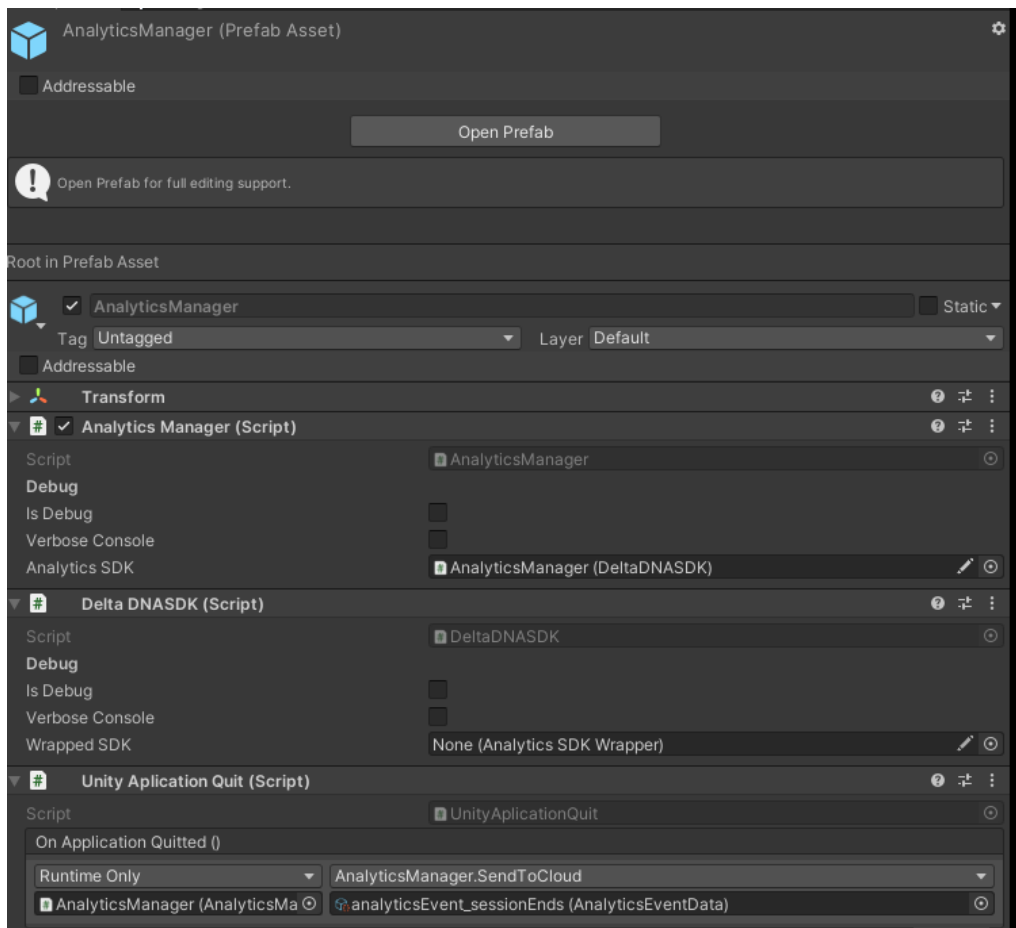 AnalyticsManager (Prefab Asset)
Addressable
Open Prefab
Open Prefab for full editing support.
Root in Prefab Asset
AnalyticsManager Static
Tag Untagged Layer Default
Addressable
Transform
# Analytics Manager (Script)
Script # AnalyticsManager
Debug
Is Debug
Verbose Console
Analytics SDK # AnalyticsManager (DeltaDNASDK)
# Delta DNASDK (Script)
Script # DeltaDNASDK
Debug
Is Debug
Verbose Console
Wrapped SDK None (Analytics SDK Wrapper)
# Unity Aplication Quit (Script)
Script # UnityAplicationQuit
On Application Quitted ()
Runtime Only AnalyticsManager.SendToCloud
# AnalyticsManager (AnalyticsMa analyticsEvent_sessionEnds (AnalyticsEventData)